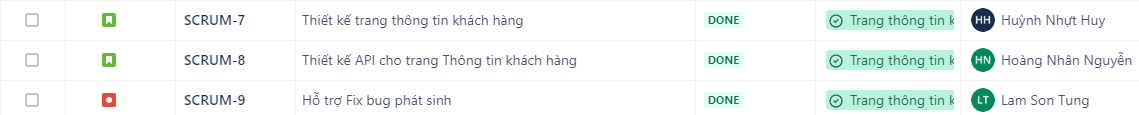 SCRUM-7 Thiết kế trang thông tin khách hàng DONE Trang thông tin k HH Huỳnh Nhựt Huy
SCRUM-8 Thiết kế API cho trang Thông tin khách hàng DONE Trang thông tin k HN Hoàng Nhân Nguyễn
SCRUM-9 Hỗ trợ Fix bug phát sinh DONE Trang thông tin k LT Lam Son Tung